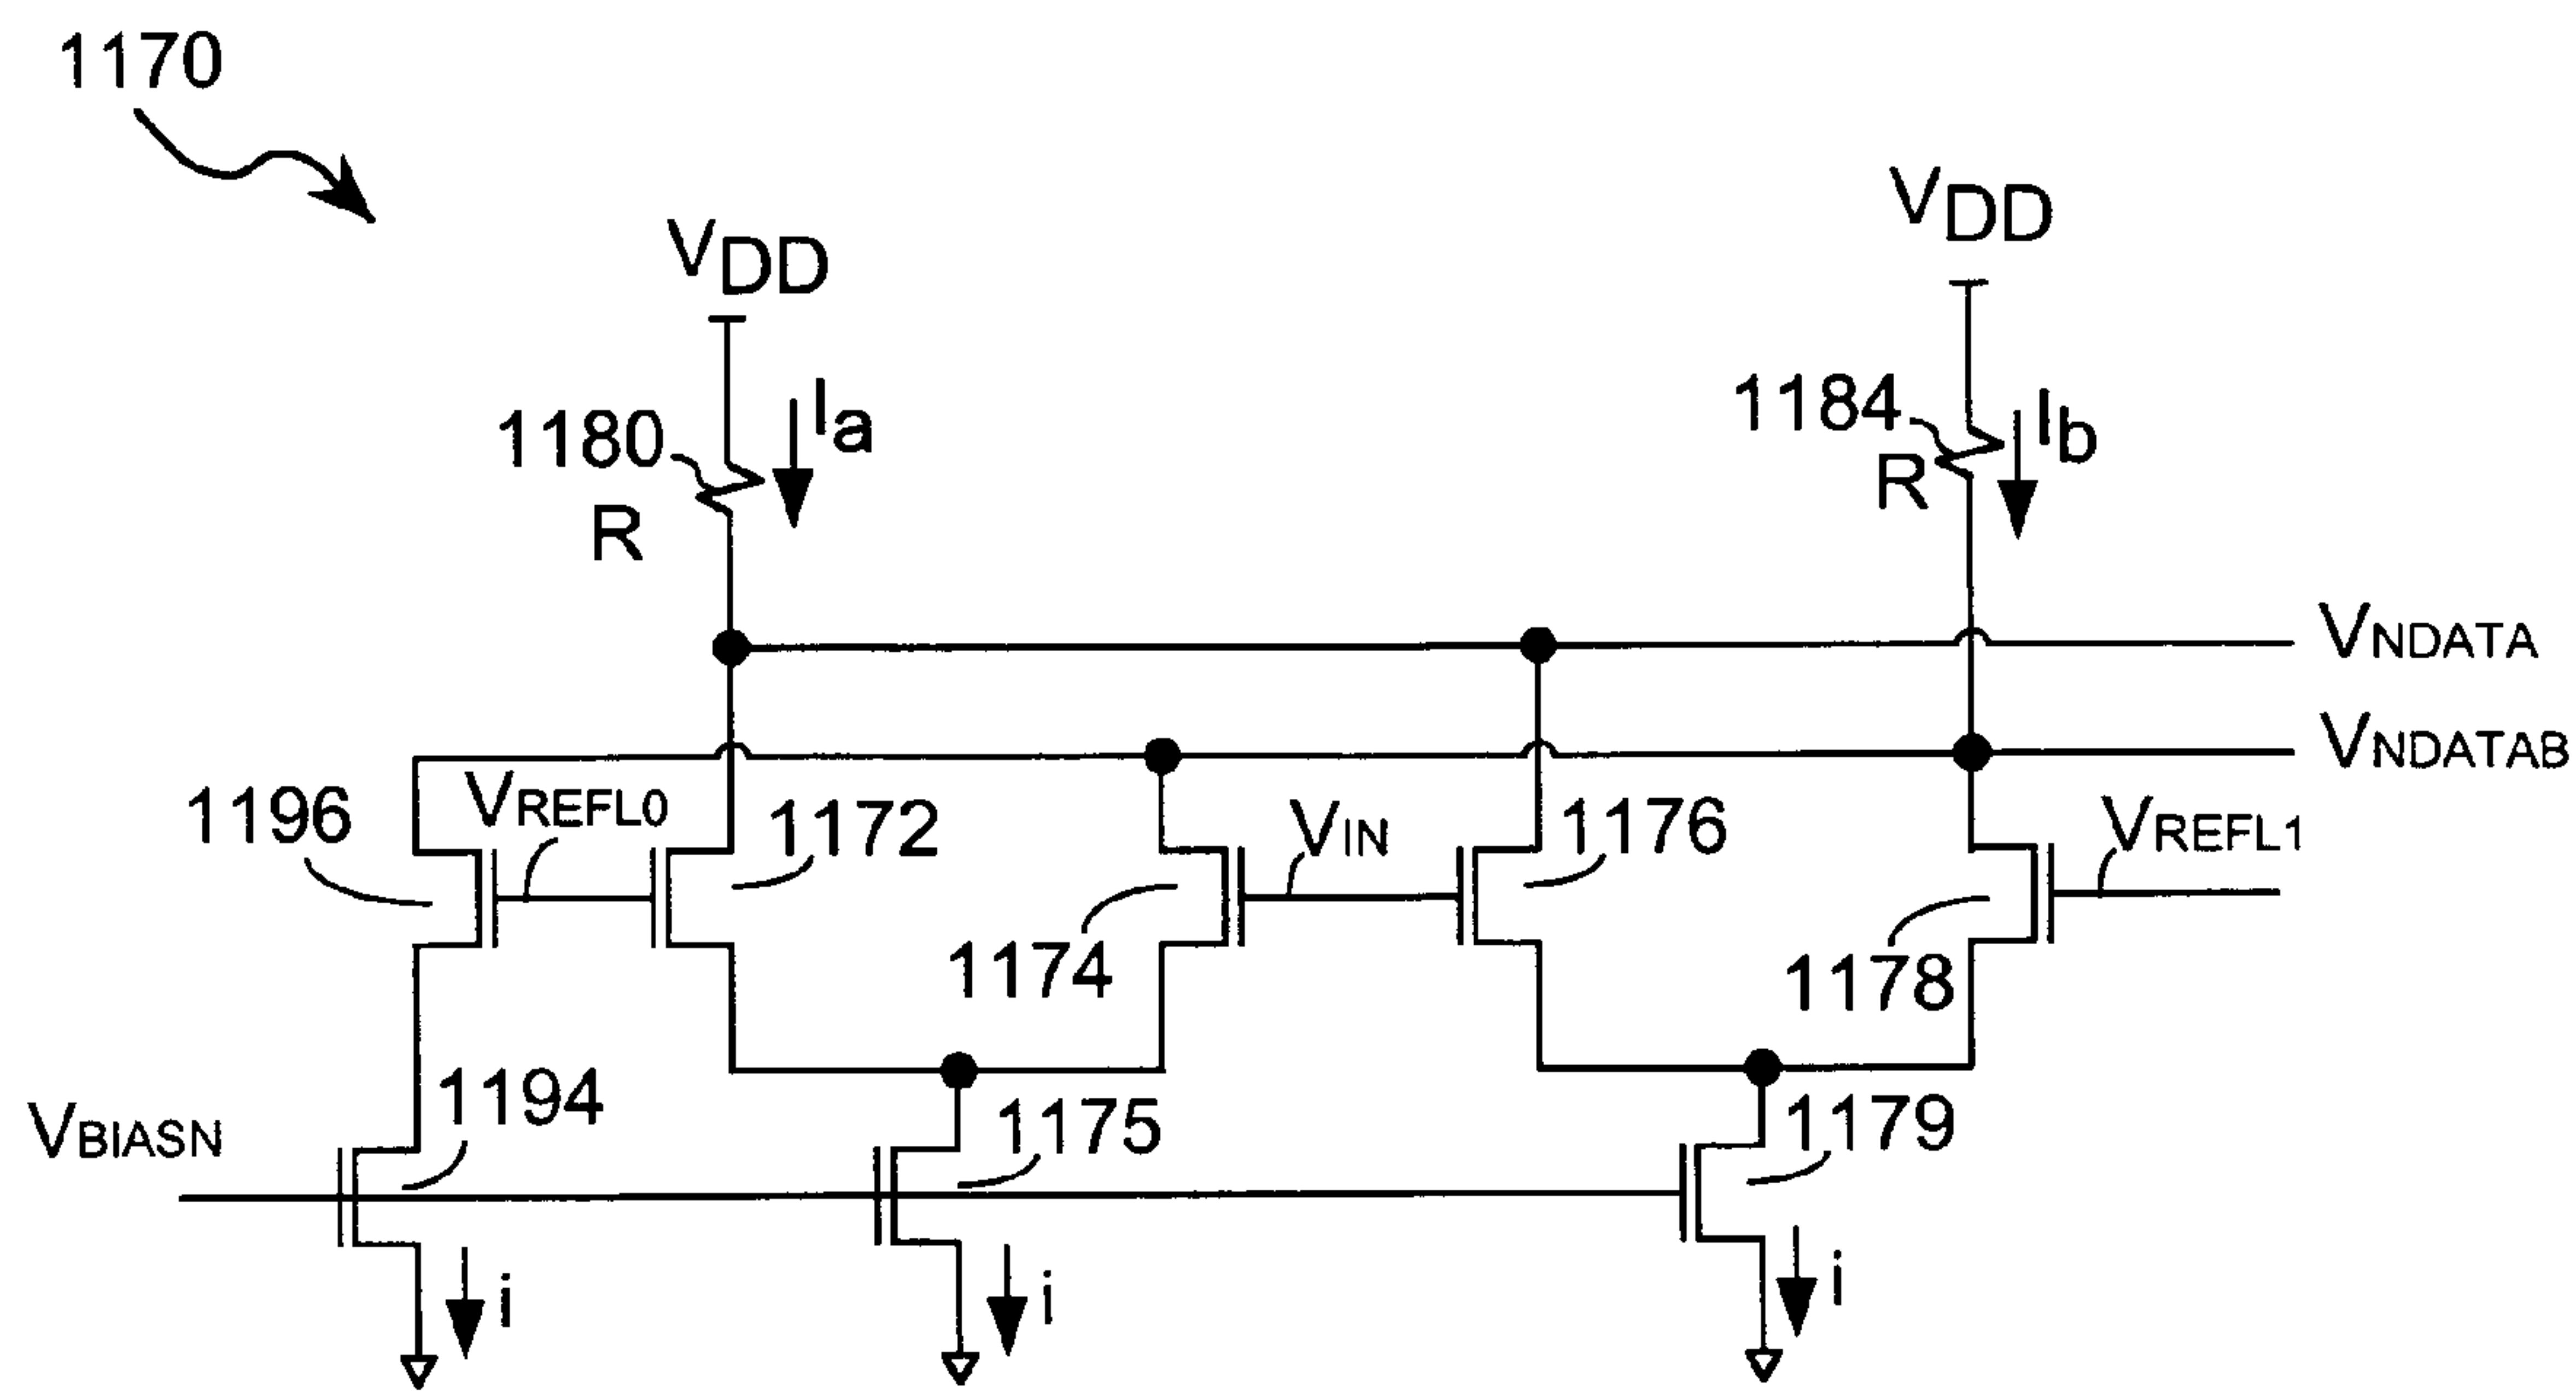 1170
VDD
VDD
1180
Ia
1184
Ib
R
R
VNDATA
VNDATAB
1196
VREFL0
1172
VIN
1176
VREFL1
1174
1178
VBIASN
1194
1175
1179
i
i
i